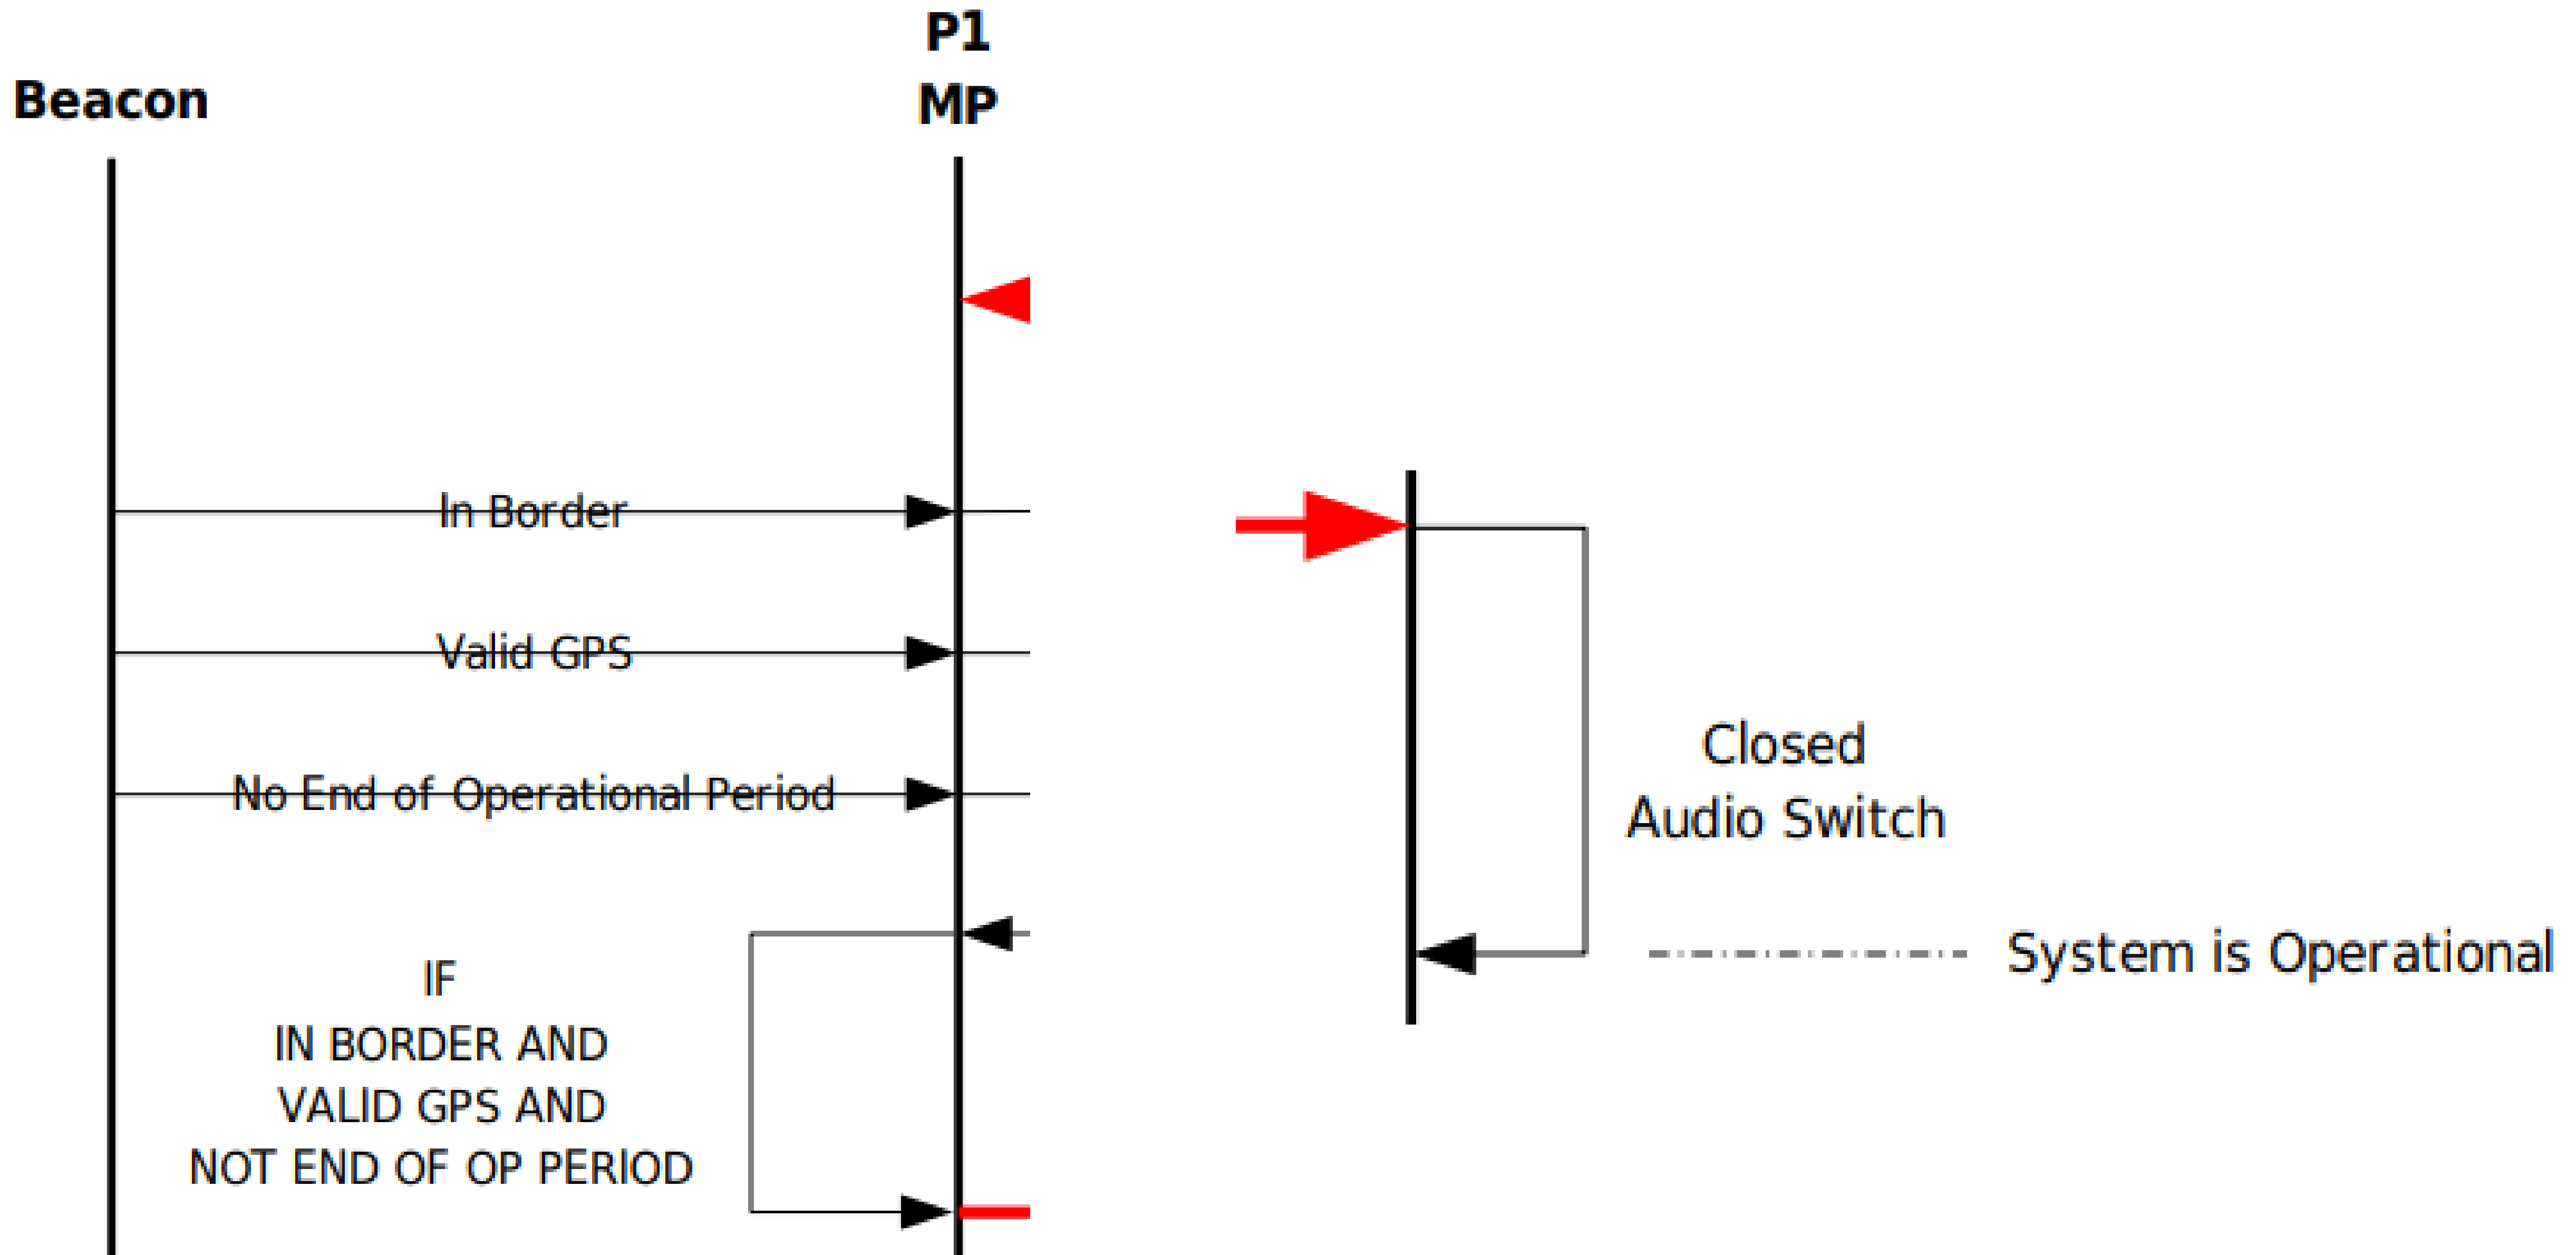 P1
MP
Beacon
In Border
Valid GPS
No End of Operational Period
IF
IN BORDER AND
VALID GPS AND
NOT END OF OP PERIOD
Closed
Audio Switch
System is Operational